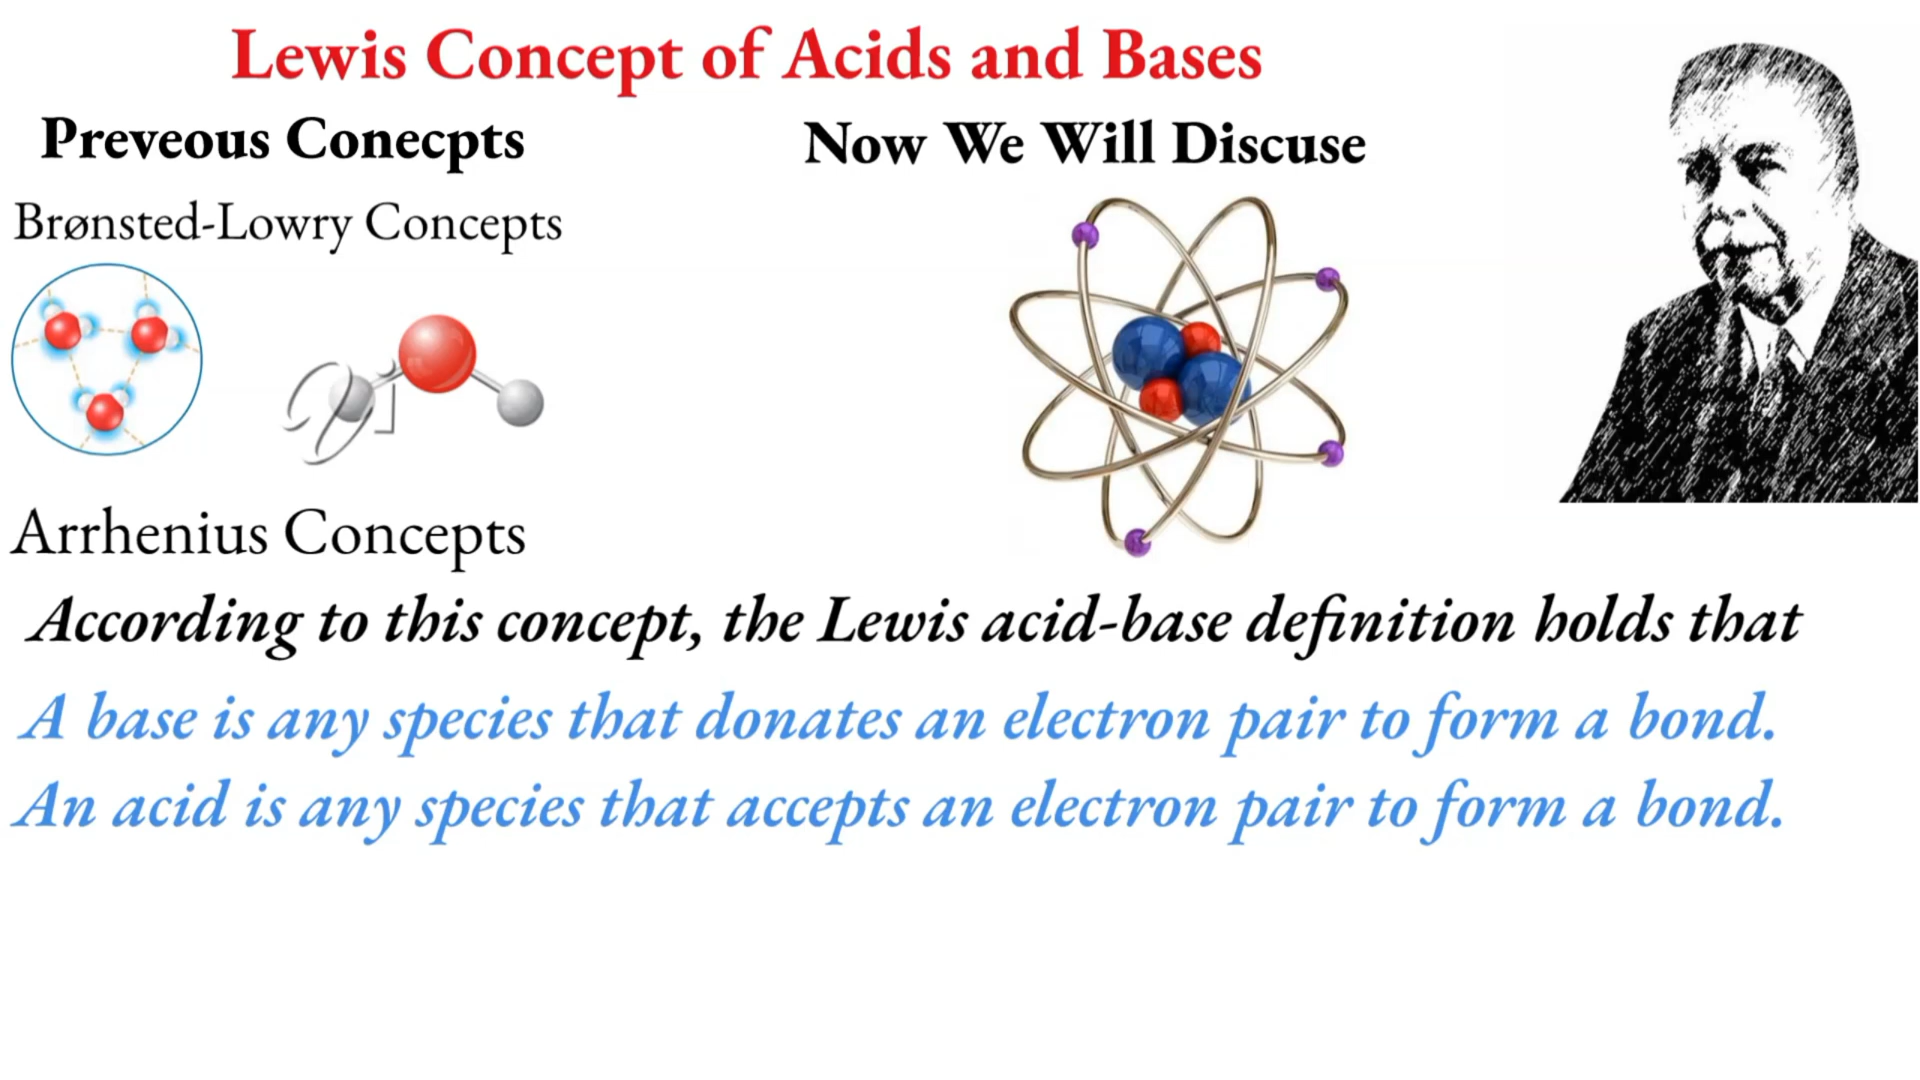 Lewis Concept of Acids and Bases
Preveous Conecpts
Now We Will Discuse
Brønsted-Lowry Concepts
Arrhenius Concepts
According to this concept, the Lewis acid-base definition holds that
A base is any species that donates an electron pair to form a bond.
An acid is any species that accepts an electron pair to form a bond.